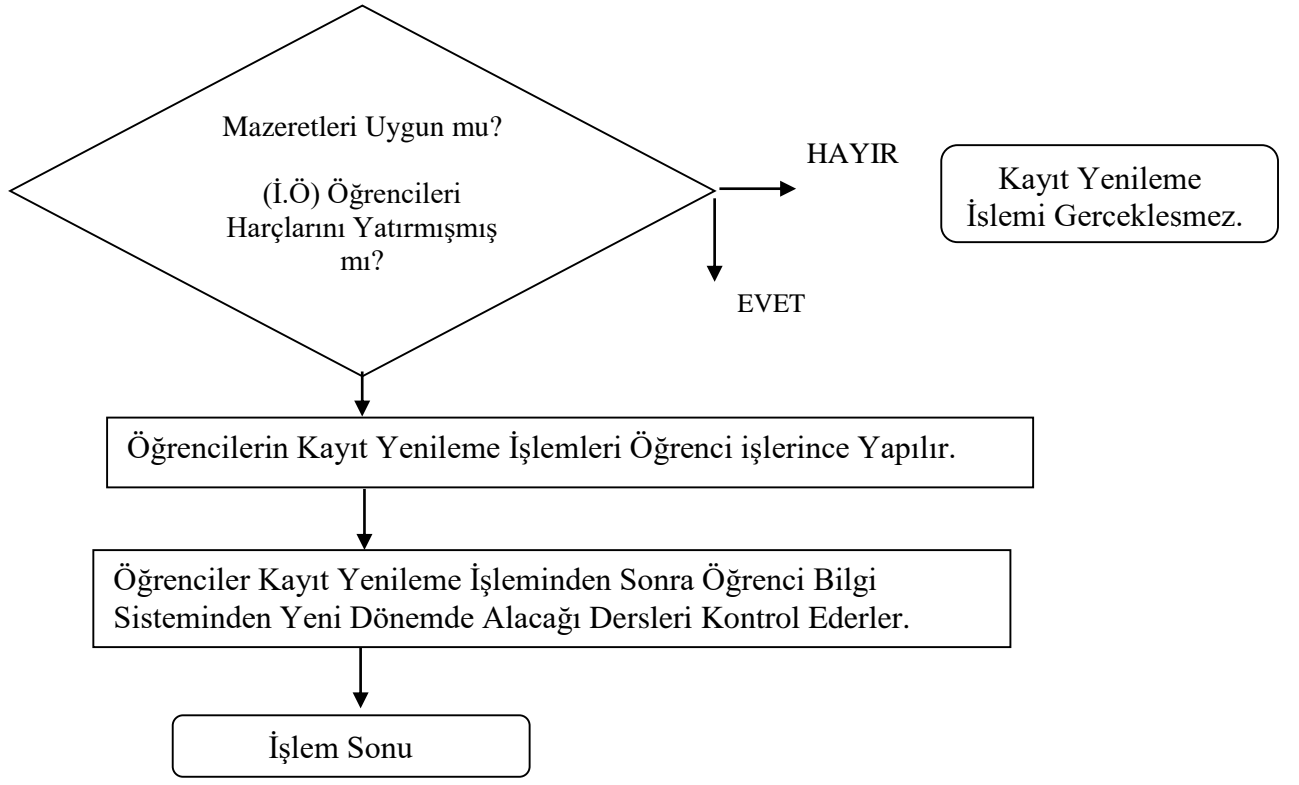 Mazeretleri Uygun mu?
(İ.Ö) Öğrencileri
Harçlarını Yatırmışmış
mı?
HAYIR
Kayıt Yenileme
İslemi Gerceklesmez.
EVET
Öğrencilerin Kayıt Yenileme İşlemleri Öğrenci işlerince Yapılır.
Öğrenciler Kayıt Yenileme İşleminden Sonra Öğrenci Bilgi
Sisteminden Yeni Dönemde Alacağı Dersleri Kontrol Ederler.
İşlem Sonu